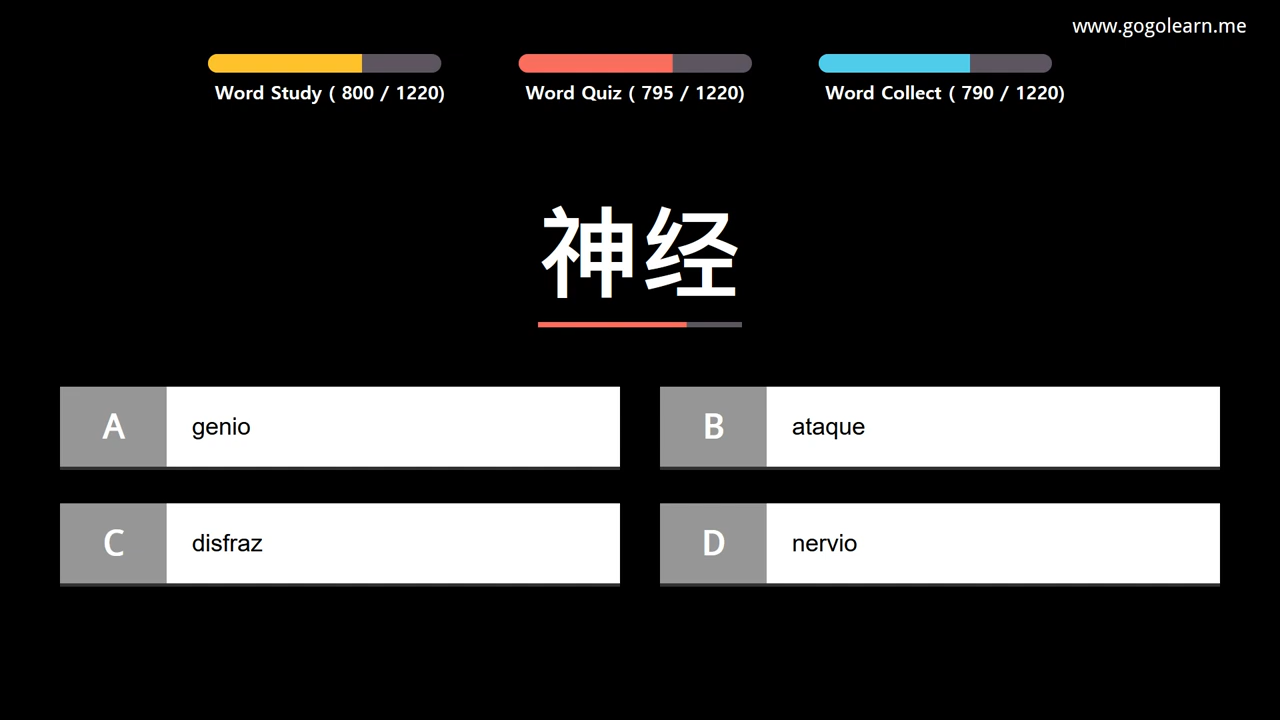 www.gogolearn.me
Word Study ( 800 / 1220)
Word Quiz ( 795 / 1220)
Word Collect ( 790 / 1220)
神经
A genio
B ataque
C disfraz
D nervio